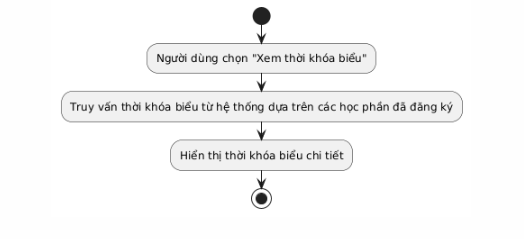 Người dùng chọn "Xem thời khóa biểu"
Truy vấn thời khóa biểu từ hệ thống dựa trên các học phần đã đăng ký
Hiển thị thời khóa biểu chi tiết